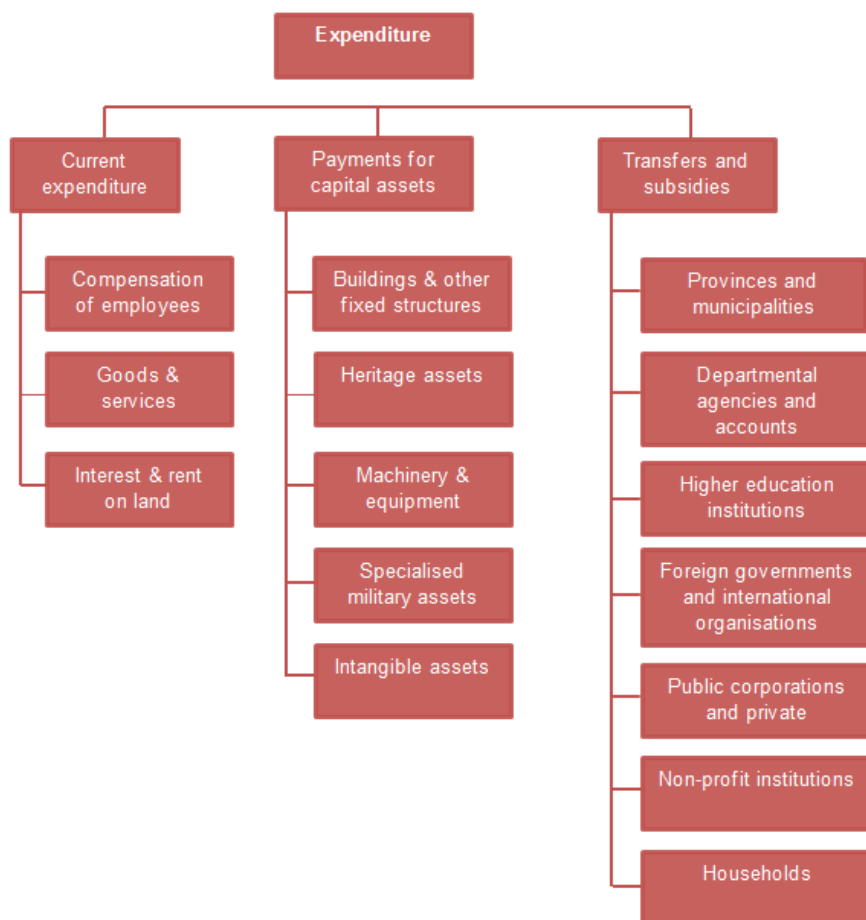 Expenditure
Current
expenditure
Compensation
of employees
Goods &
services
Interest & rent
on land
Payments for
capital assets
Buildings & other
fixed structures
Heritage assets
Machinery &
equipment
Specialised
military assets
Intangible assets
Transfers and
subsidies
Provinces and
municipalities
Departmental
agencies and
accounts
Higher education
institutions
Foreign governments
and international
organisations
Public corporations
and private
Non-profit institutions
Households